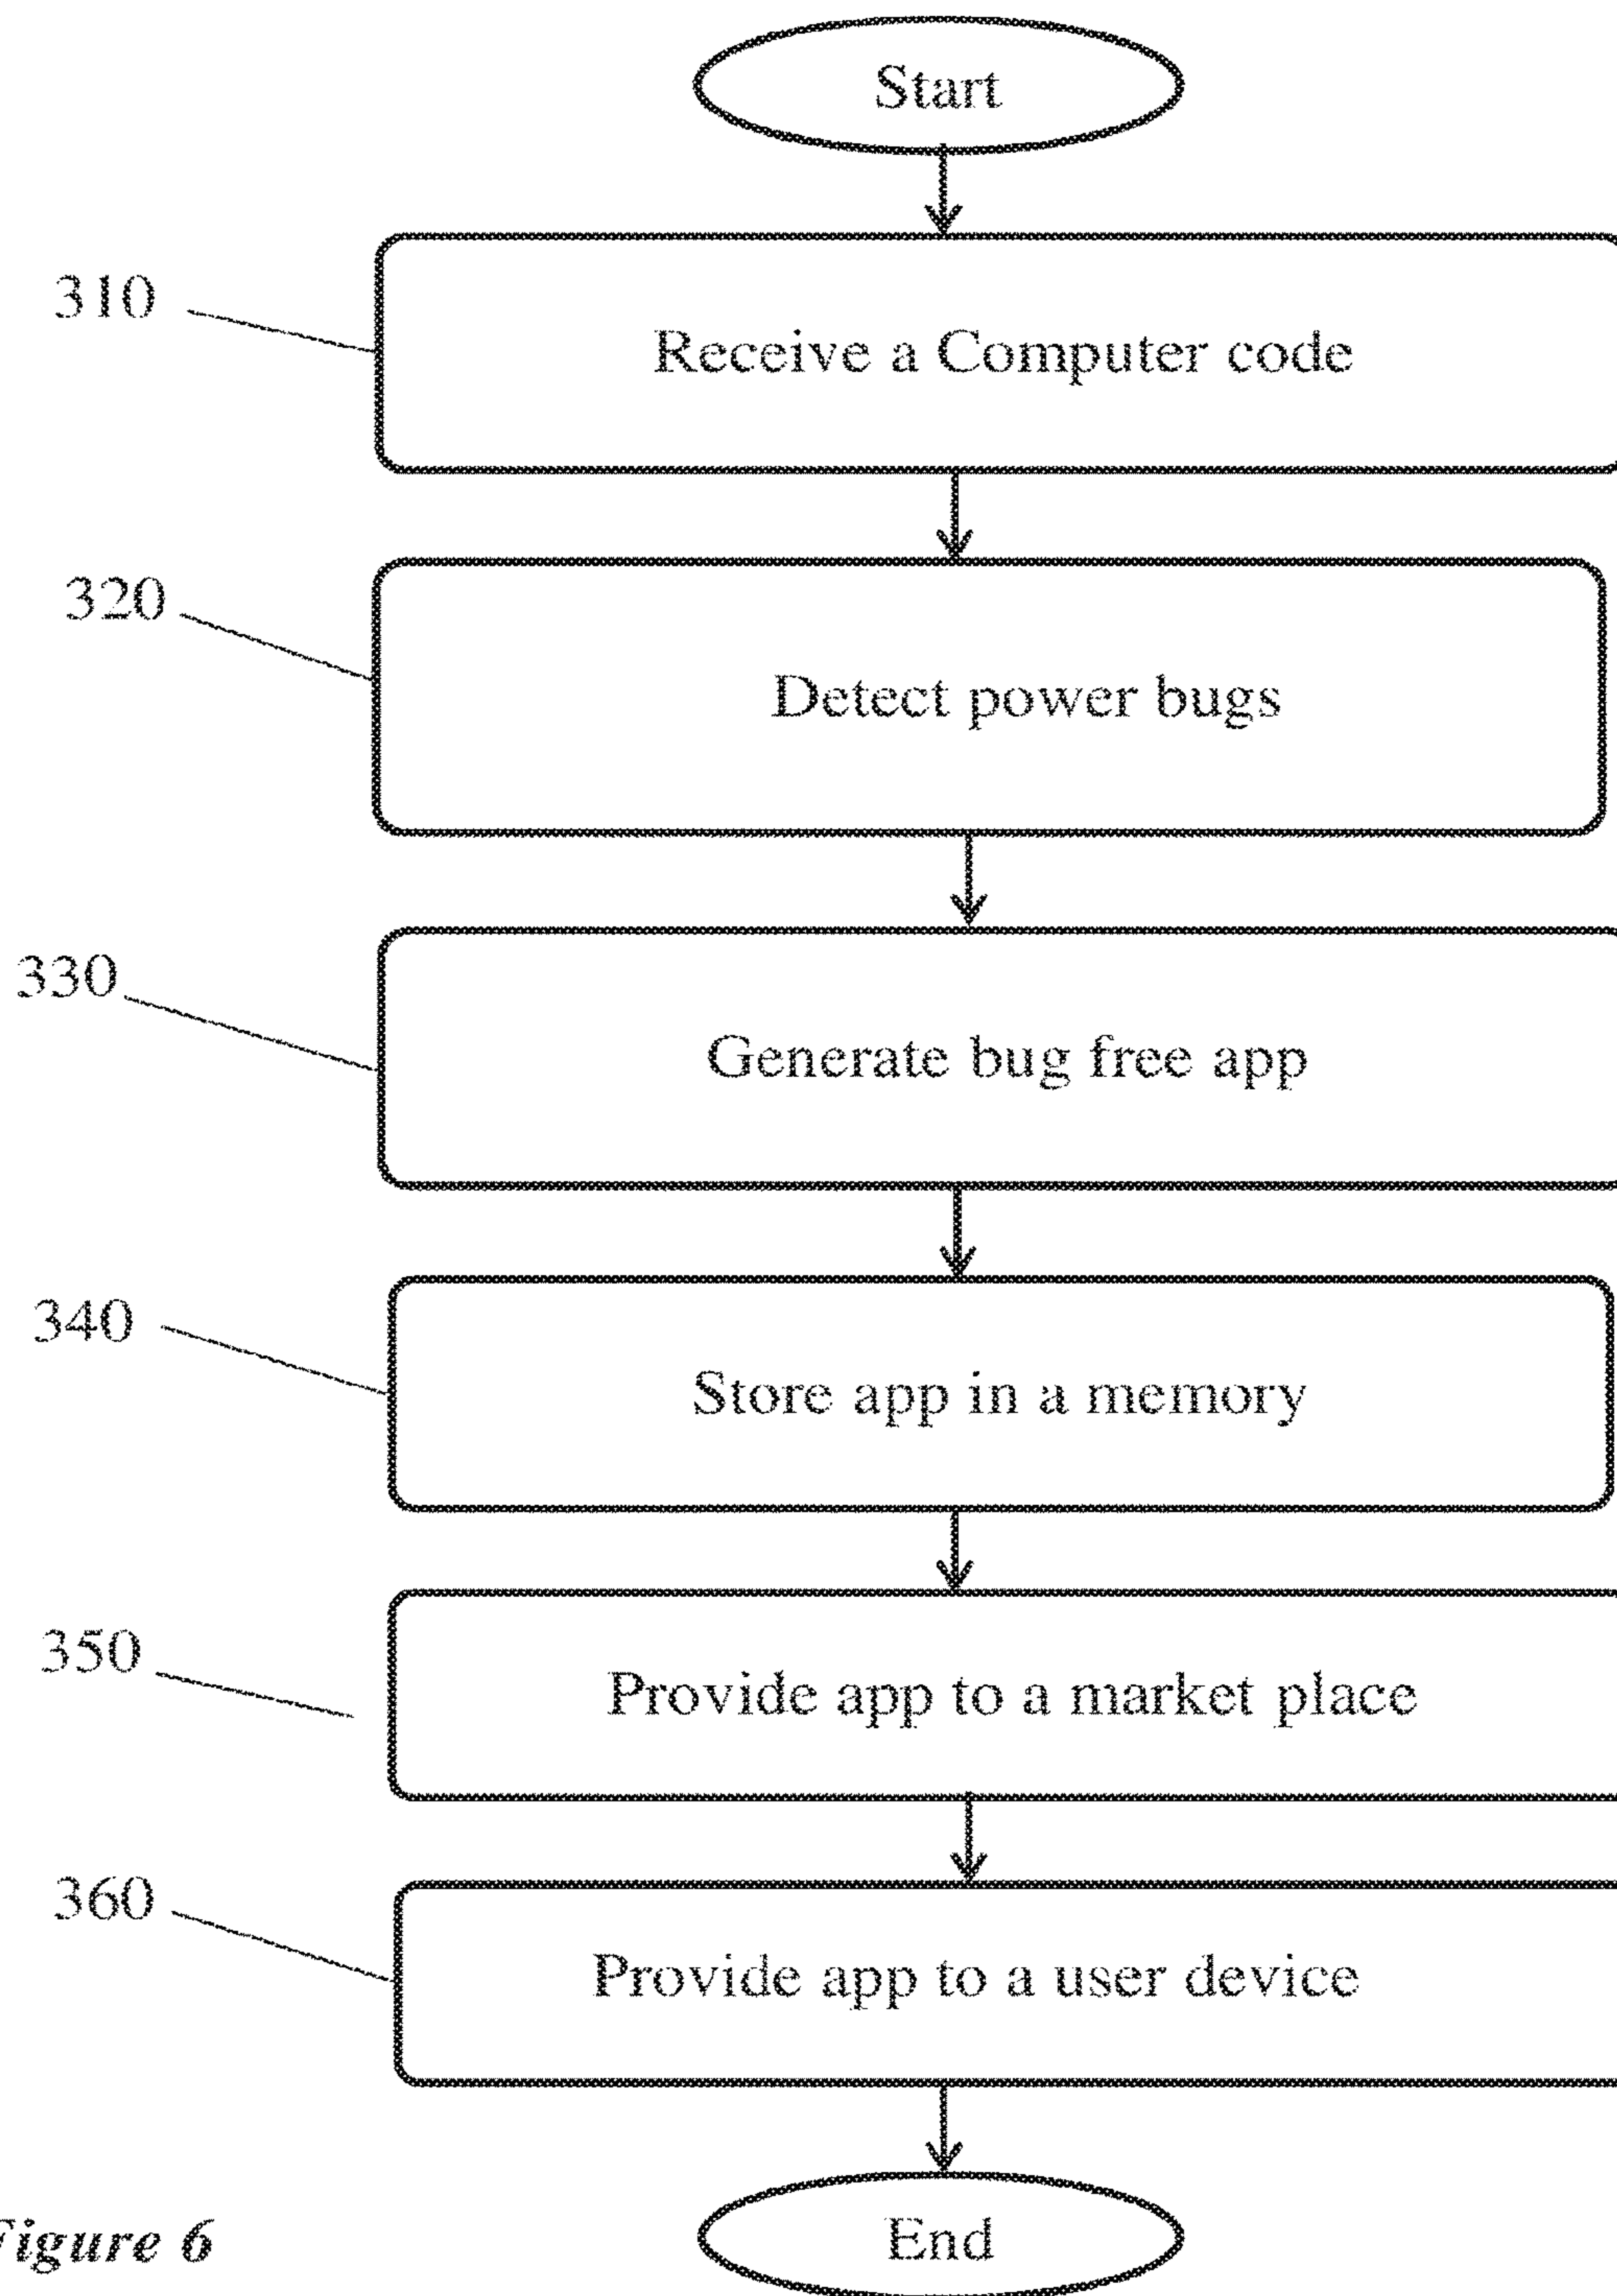 Start
310
Receive a Computer code
320
Detect power bugs
330
Generate bug free app
340
Store app in a memory
350
Provide app to a market place
360
Provide app to a user device
End
Figure 6